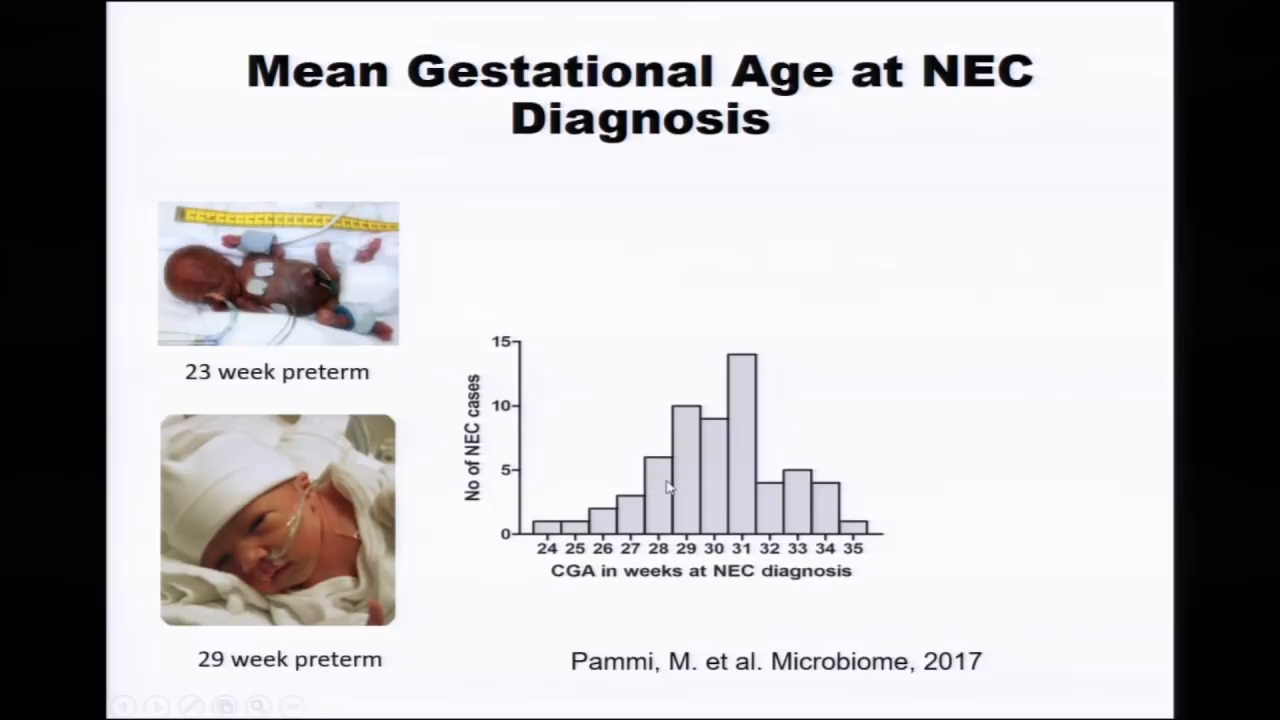 Mean Gestational Age at NEC
Diagnosis
23 week preterm
29 week preterm
15
10
5
0
No of NEC cases
24 25 26 27 28 29 30 31 32 33 34 35
CGA in weeks at NEC diagnosis
Pammi, M. et al. Microbiome, 2017